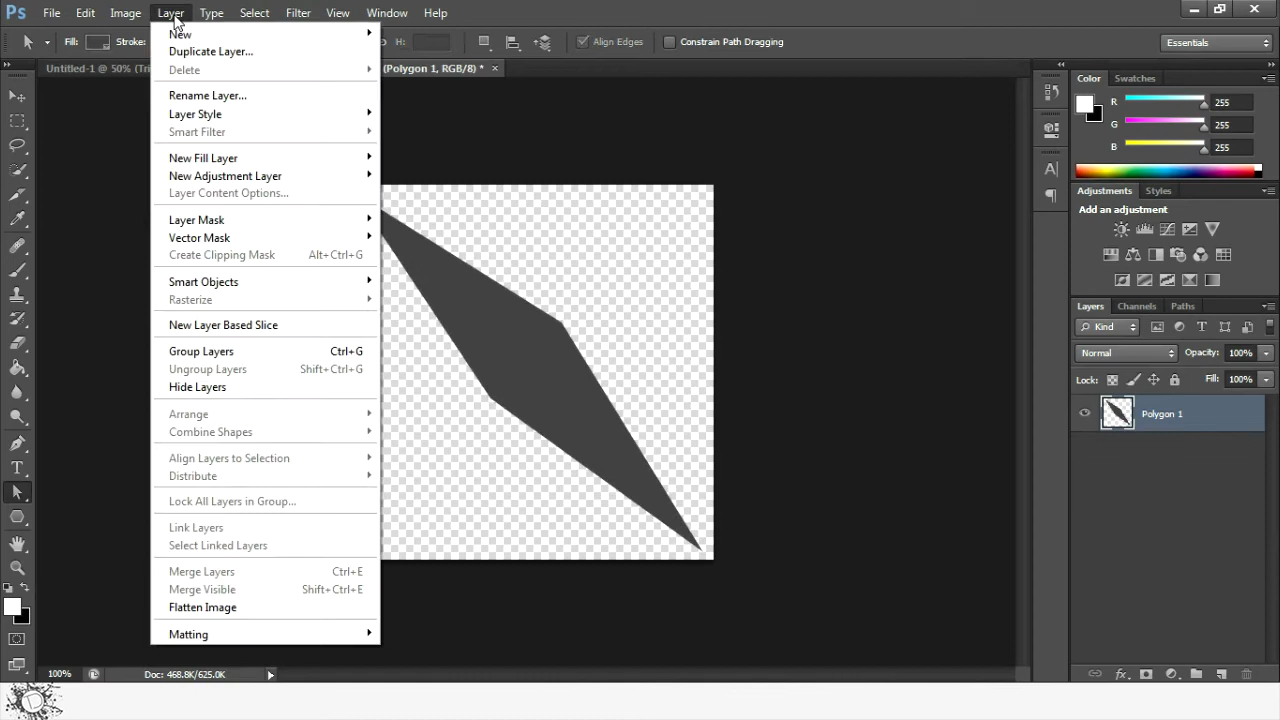 Ps File Edit Image Layer Type Select Filter View Window Help
Fill: Stroke: H: Align Edges Constrain Path Dragging Essentials
Untitled-1 @ 50% (Tri (Polygon 1, RGB/8) * ×
New
Duplicate Layer...
Delete
Rename Layer...
Layer Style
Smart Filter
New Fill Layer
New Adjustment Layer
Layer Content Options...
Layer Mask
Vector Mask
Create Clipping Mask Alt+Ctrl+G
Smart Objects
Rasterize
New Layer Based Slice
Group Layers Ctrl+G
Ungroup Layers Shift+Ctrl+G
Hide Layers
Arrange
Combine Shapes
Align Layers to Selection
Distribute
Lock All Layers in Group...
Link Layers
Select Linked Layers
Merge Layers Ctrl+E
Merge Visible Shift+Ctrl+E
Flatten Image
Matting
Color Swatches
R 255
G 255
B 255
Adjustments Styles
Add an adjustment
Layers Channels Paths
Kind
Normal Opacity: 100%
Lock: Fill: 100%
Polygon 1
100% Doc: 468.8K/625.0K